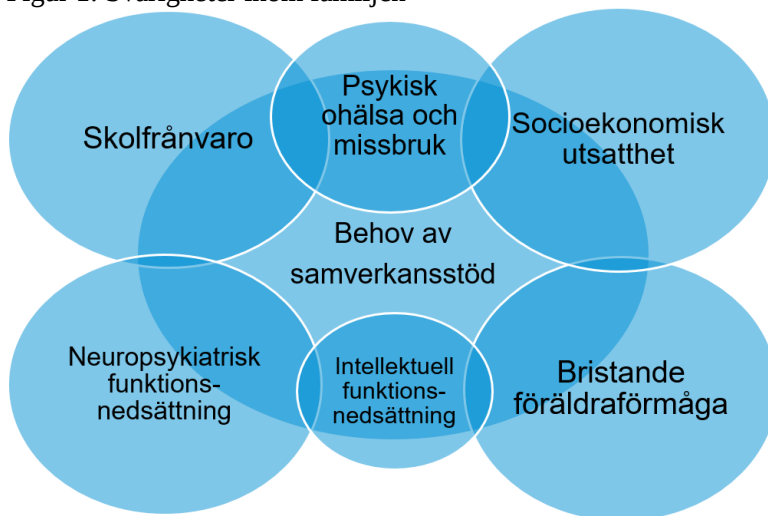 Skolfrånvaro
Psykisk
ohälsa och
missbruk
Socioekonomisk
utsatthet
Behov av
samverkansstöd
Neuropsykiatrisk
funktions-
nedsättning
Intellektuell
funktions-
nedsättning
Bristande
föräldraförmåga